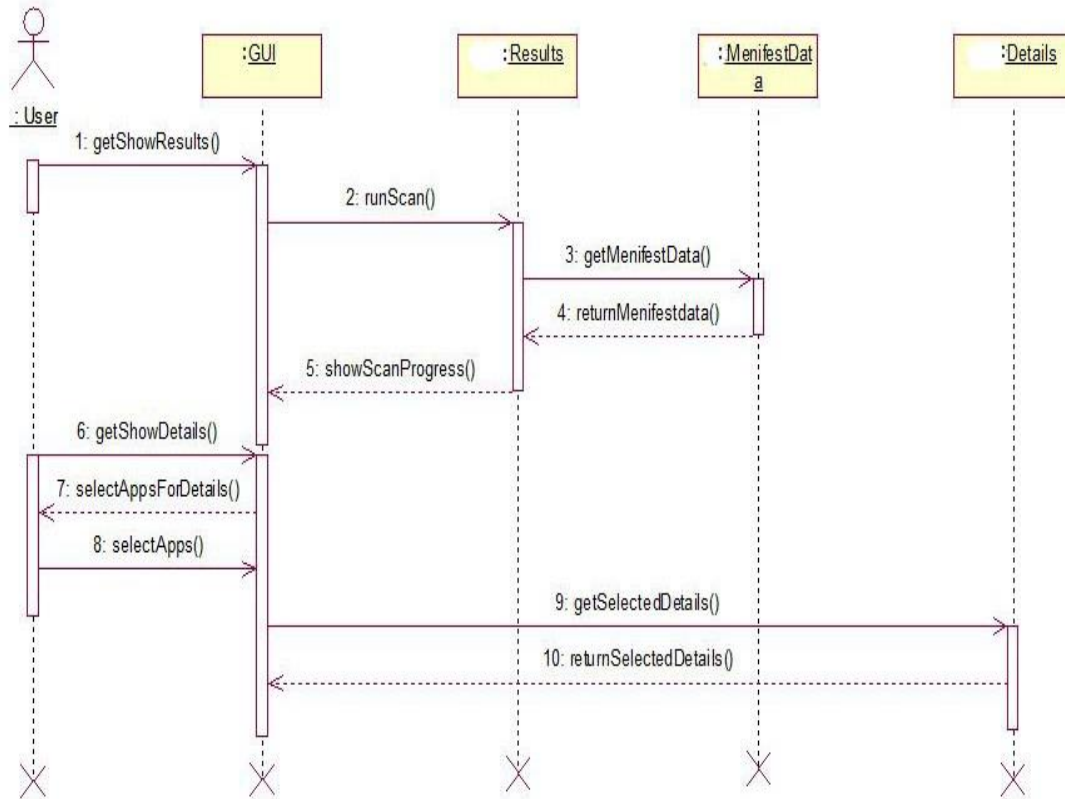 :GUI
:Results
:MenifestDat
a
:Details
: User
1: getShowResults()
2: runScan()
3: getMenifestData()
4: returnMenifestdata()
5: showScanProgress()
6: getShowDetails()
7: selectAppsForDetails()
8: selectApps()
9: getSelectedDetails()
10: returnSelectedDetails()